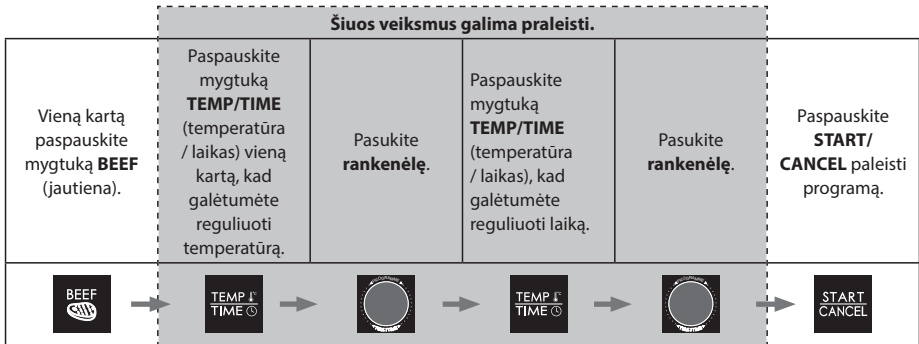 Šiuos veiksmus galima praleisti.
Vieną kartą
paspauskite
mygtuką BEEF
(jautiena).
Paspauskite
mygtuką
TEMP/TIME
(temperatūra
/ laikas) vieną
kartą, kad
galėtumėte
reguliuoti
temperatūrą.
Pasukite
rankenėlę.
Paspauskite
mygtuką
TEMP/TIME
(temperatūra
/ laikas), kad
galėtumėte
reguliuoti laiką.
Pasukite
rankenėlę.
Paspauskite
START/
CANCEL paleisti
programą.
BEEF
TEMP
TIME
TEMP
TIME
START
CANCEL